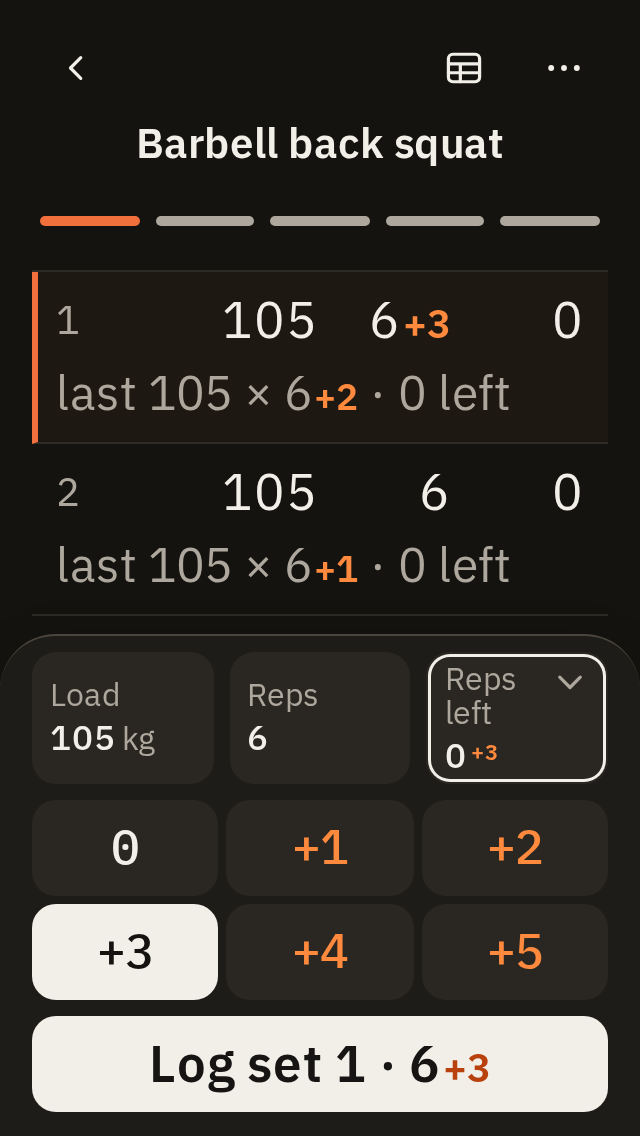 Barbell back squat
1 105 6+3 0
last 105 × 6+2 · 0 left
2 105 6 0
last 105 × 6+1 · 0 left
Load
105 kg
Reps
6
Reps
left
0 +3
0 +1 +2
+3 +4 +5
Log set 1 · 6+3